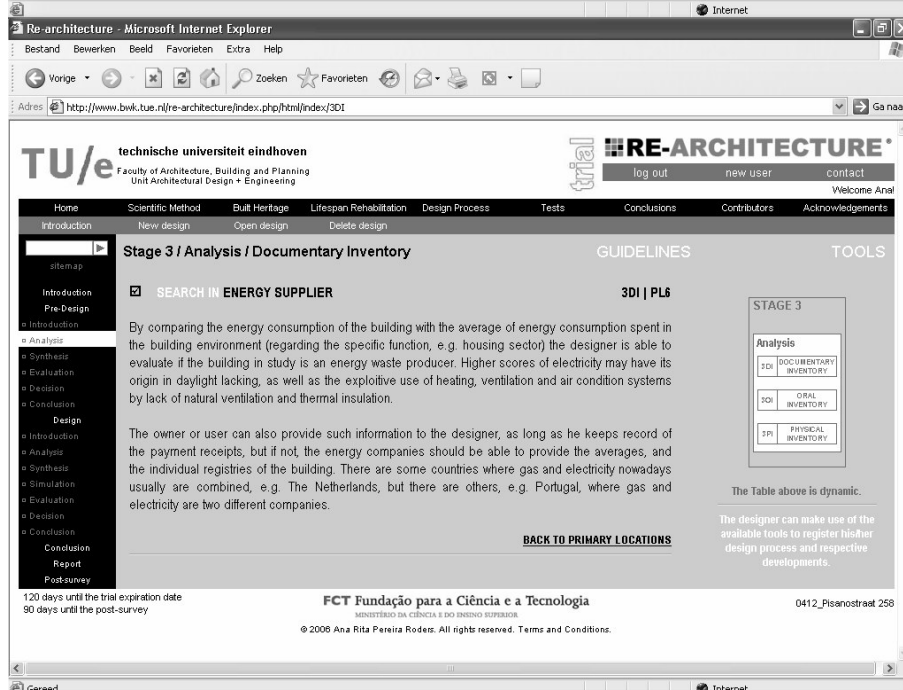 Internet
Re-architecture - Microsoft Internet Explorer
Bestand Bewerken Beeld Favorieten Extra Help
Vorige Zoeken Favorieten
Adres http://www.bwk.tue.nl/re-architecture/index.php/html/index/3DI Ga naa
TU/e technische universiteit eindhoven
Faculty of Architecture, Building and Planning
Unit Architectural Design + Engineering
trial
RE-ARCHITECTURE
log out new user contact
Welcome Ana!
Home Scientific Method Built Heritage Lifespan Rehabilitation Design Process Tests Conclusions Contributors Acknowledgements
Introduction New design Open design Delete design
sitemap
Introduction
Pre-Design
Introduction
Analysis
Synthesis
Evaluation
Decision
Conclusion
Design
Introduction
Analysis
Synthesis
Simulation
Evaluation
Decision
Conclusion
Conclusion
Report
Post-survey
Stage 3 / Analysis / Documentary Inventory GUIDELINES TOOLS
SEARCH IN ENERGY SUPPLIER 3DI | PL6
By comparing the energy consumption of the building with the average of energy consumption spent in
the building environment (regarding the specific function, e.g. housing sector) the designer is able to
evaluate if the building in study is an energy waste producer. Higher scores of electricity may have its
origin in daylight lacking, as well as the exploitive use of heating, ventilation and air condition systems
by lack of natural ventilation and thermal insulation.
The owner or user can also provide such information to the designer, as long as he keeps record of
the payment receipts, but if not, the energy companies should be able to provide the averages, and
the individual registries of the building. There are some countries where gas and electricity nowadays
usually are combined, e.g. The Netherlands, but there are others, e.g. Portugal, where gas and
electricity are two different companies.
BACK TO PRIMARY LOCATIONS
STAGE 3
Analysis
3DI DOCUMENTARY INVENTORY
3OI ORAL INVENTORY
3PI PHYSICAL INVENTORY
The Table above is dynamic.
The designer can make use of the
available tools to register his/her
design process and respective
developments.
120 days until the trial expiration date
90 days until the post-survey
FCT Fundação para a Ciência e a Tecnologia
MINISTÉRIO DA CIÊNCIA E DO ENSINO SUPERIOR
© 2006 Ana Rita Pereira Roders. All rights reserved. Terms and Conditions.
0412_Pisanostraat 258
Gereed Internet